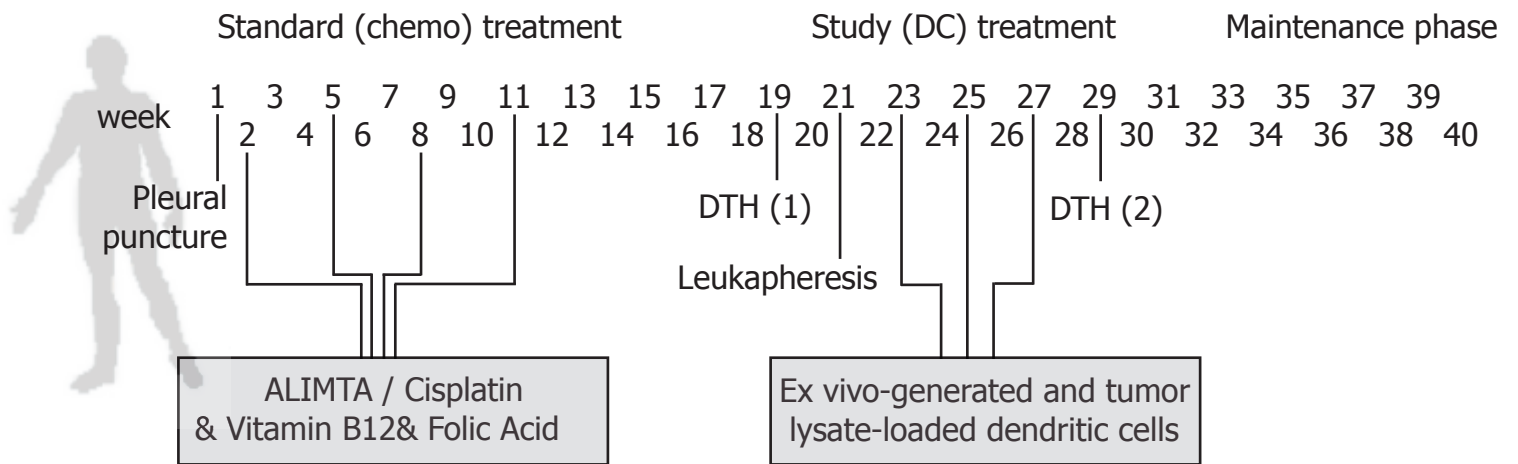 Standard (chemo) treatment Study (DC) treatment Maintenance phase
1 3 5 7 9 11 13 15 17 19 21 23 25 27 29 31 33 35 37 39
week
2 4 6 8 10 12 14 16 18 20 22 24 26 28 30 32 34 36 38 40
Pleural
puncture
DTH (1)
DTH (2)
Leukapheresis
ALIMTA / Cisplatin
& Vitamin B12& Folic Acid
Ex vivo-generated and tumor
lysate-loaded dendritic cells